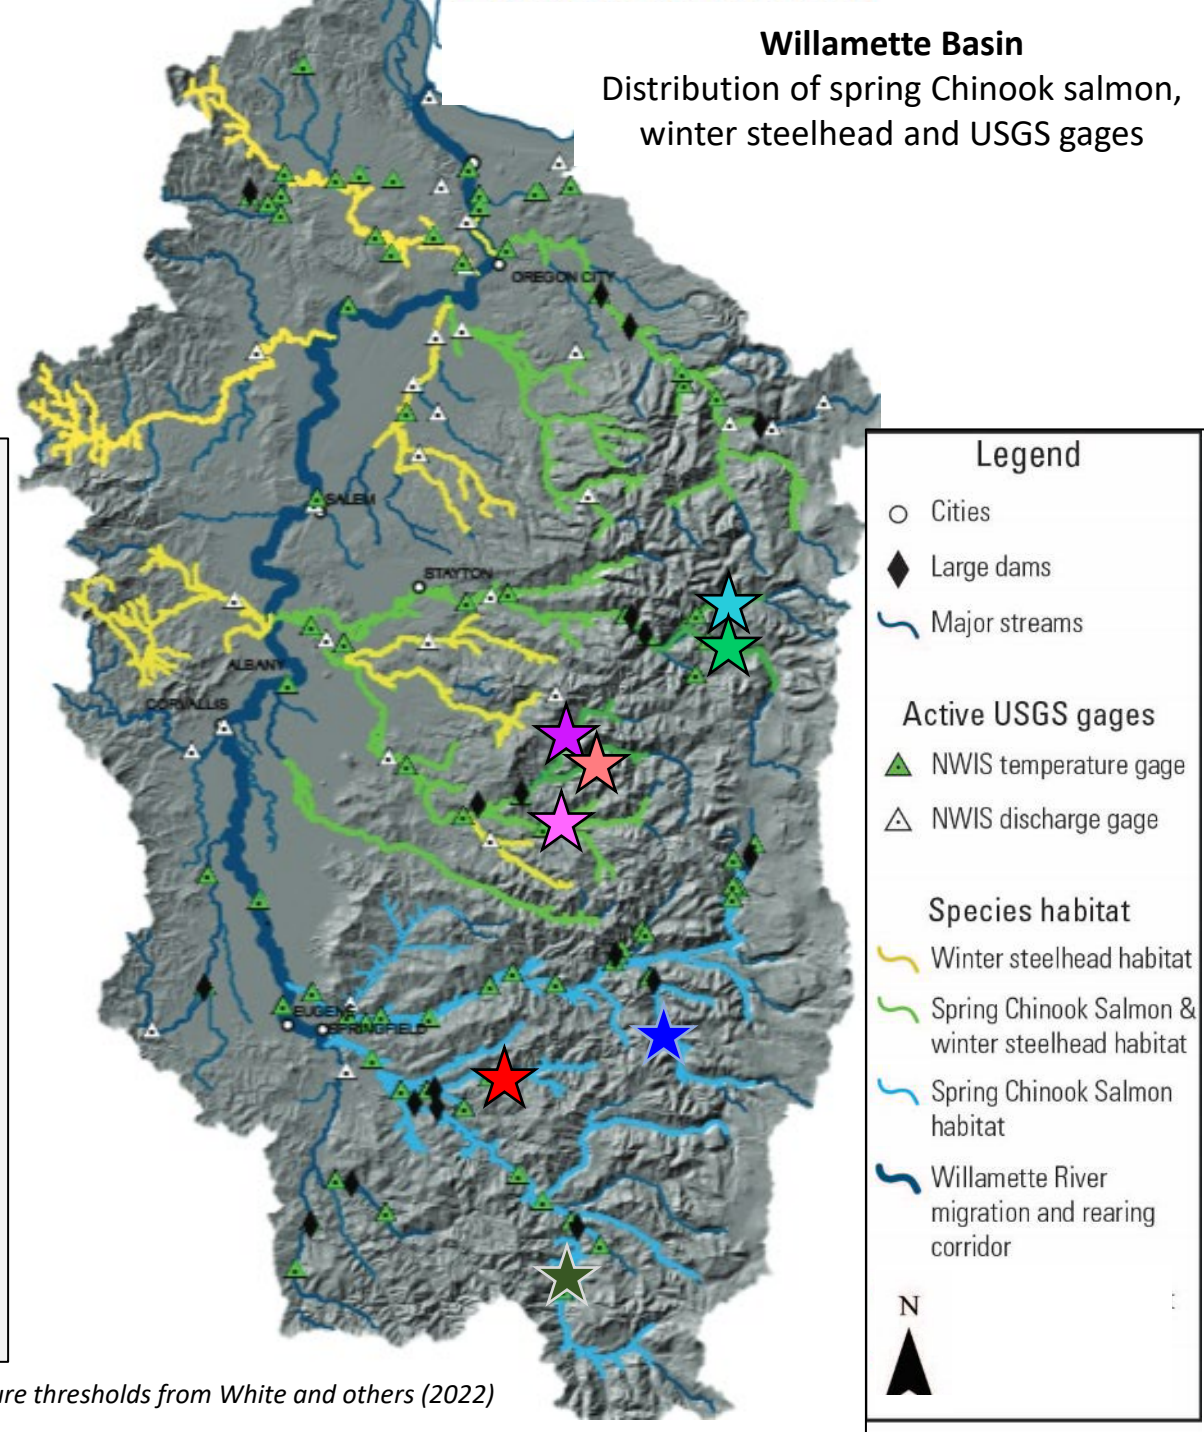 Willamette Basin
Distribution of spring Chinook salmon,
winter steelhead and USGS gages
OREGON CITY
SALEM
STAYTON
ALBANY
CORVALLIS
EUGENE
SPRINGFIELD
Legend
Cities
Large dams
Major streams
Active USGS gages
NWIS temperature gage
NWIS discharge gage
Species habitat
Winter steelhead habitat
Spring Chinook Salmon &
winter steelhead habitat
Spring Chinook Salmon
habitat
Willamette River
migration and rearing
corridor
N
ure thresholds from White and others (2022)